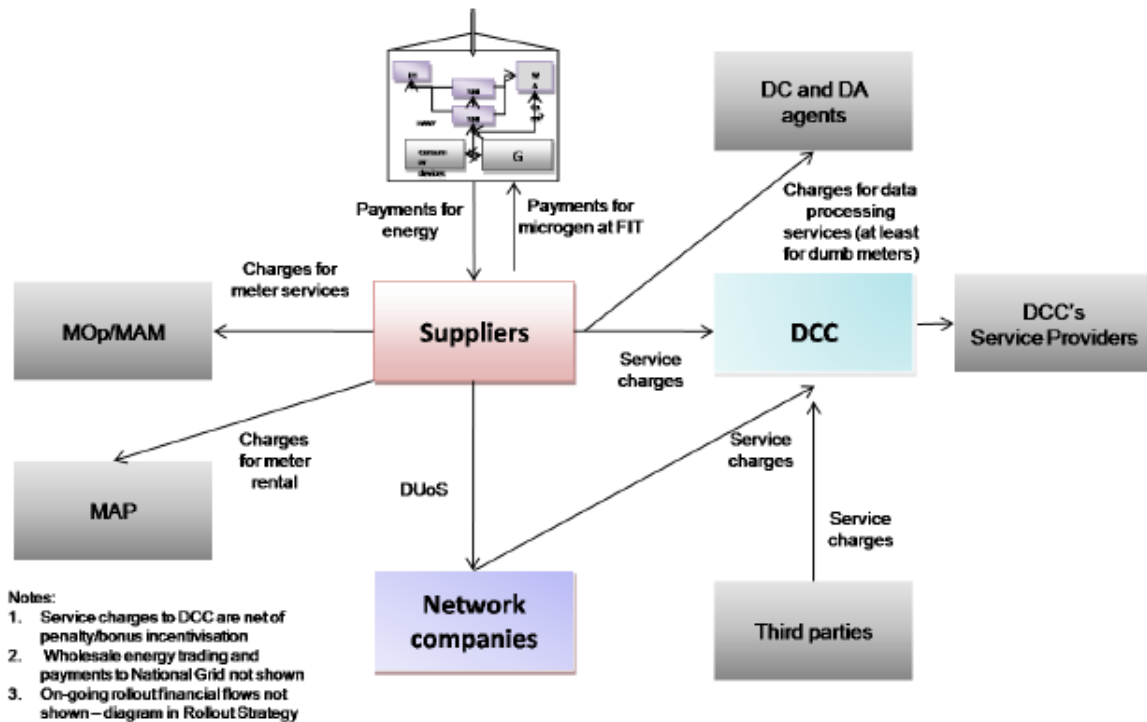 G
DC and DA
agents
Payments for
energy
Payments for
microgen at FIT
Charges for data
processing
services (at least
for dumb meters)
Charges for
meter services
MOp/MAM
Suppliers
DCC
DCC's
Service Providers
Service
charges
Charges
for meter
rental
Service
charges
MAP
DUoS
Service
charges
Network
companies
Third parties
Notes:
1. Service charges to DCC are net of
penalty/bonus incentivisation
2. Wholesale energy trading and
payments to National Grid not shown
3. On-going rollout financial flows not
shown – diagram in Rollout Strategy